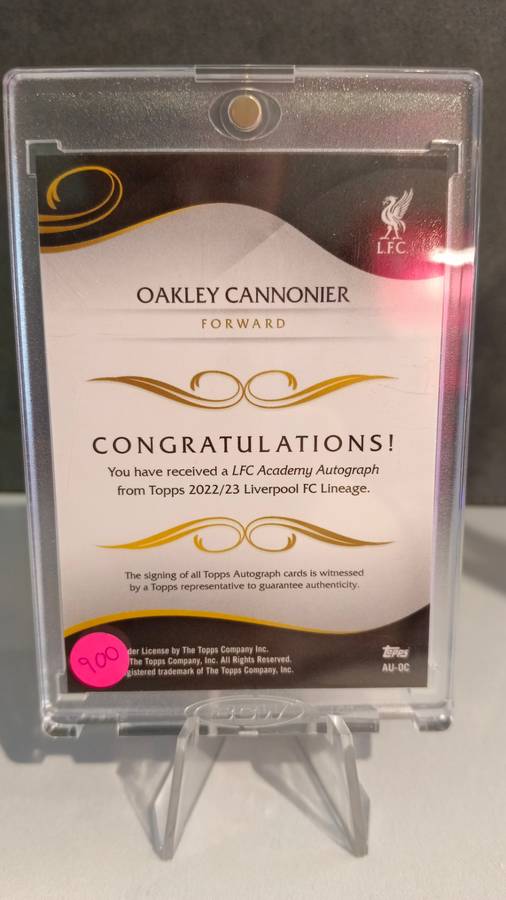 L.F.C.
OAKLEY CANNONIER
FORWARD
CONGRATULATIONS!
You have received a LFC Academy Autograph
from Topps 2022/23 Liverpool FC Lineage.
The signing of all Topps Autograph cards is witnessed
by a Topps representative to guarantee authenticity.
900
der License by The Topps Company Inc.
The Topps Company, Inc. All Rights Reserved.
gistered trademark of The Topps Company, Inc.
topps
AU-OC
BCW